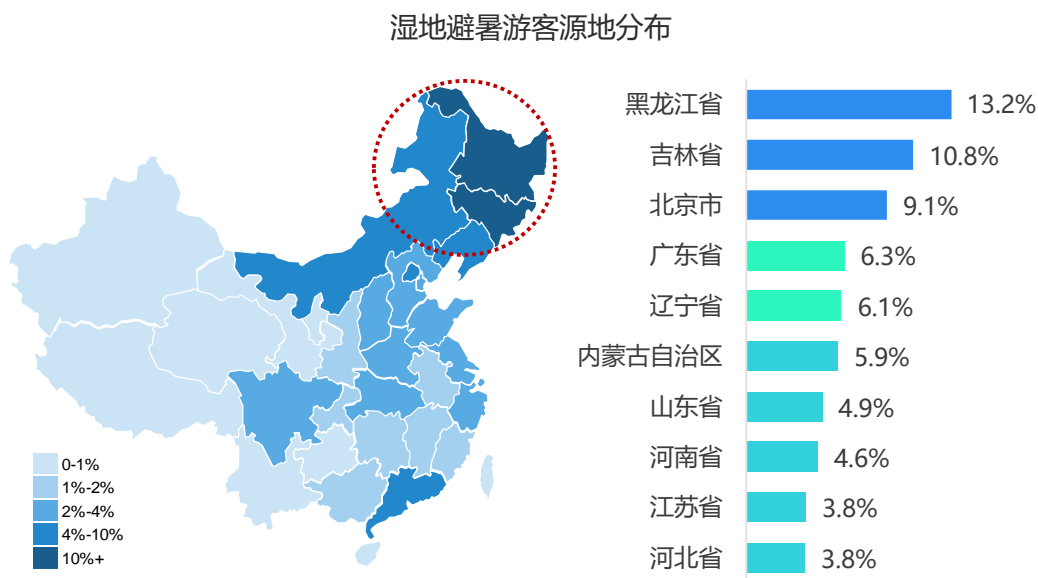 湿地避暑游客源地分布
0-1%
1%-2%
2%-4%
4%-10%
10%+
黑龙江省 13.2%
吉林省 10.8%
北京市 9.1%
广东省 6.3%
辽宁省 6.1%
内蒙古自治区 5.9%
山东省 4.9%
河南省 4.6%
江苏省 3.8%
河北省 3.8%